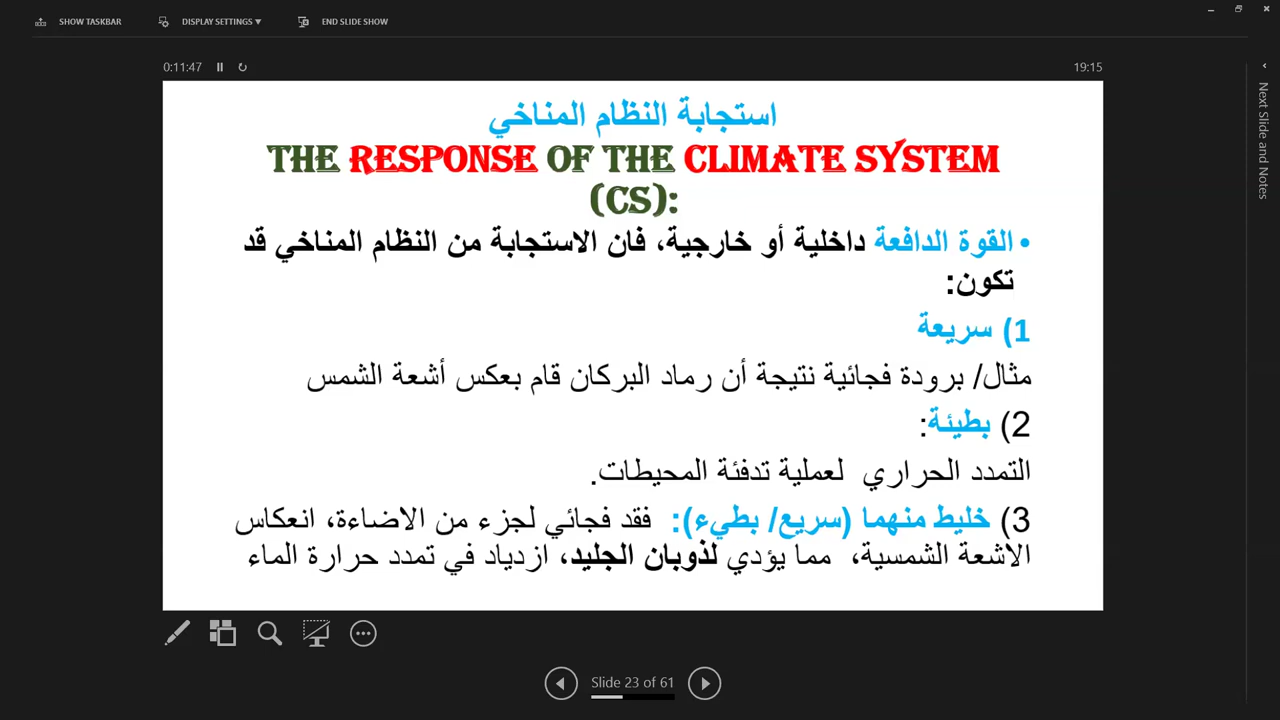 SHOW TASKBAR DISPLAY SETTINGS ▼ END SLIDE SHOW
0:11:47 19:15
استجابة النظام المناخي
THE RESPONSE OF THE CLIMATE SYSTEM
(CS):
• القوة الدافعة داخلية أو خارجية، فان الاستجابة من النظام المناخي قد
تكون:
1) سريعة
مثال/ برودة فجائية نتيجة أن رماد البركان قام بعكس أشعة الشمس
2) بطيئة:
التمدد الحراري لعملية تدفئة المحيطات.
3) خليط منهما (سريع/ بطيء): فقد فجائي لجزء من الاضاءة، انعكاس
الاشعة الشمسية، مما يؤدي لذوبان الجليد، ازدياد في تمدد حرارة الماء
Slide 23 of 61
Next Slide and Notes